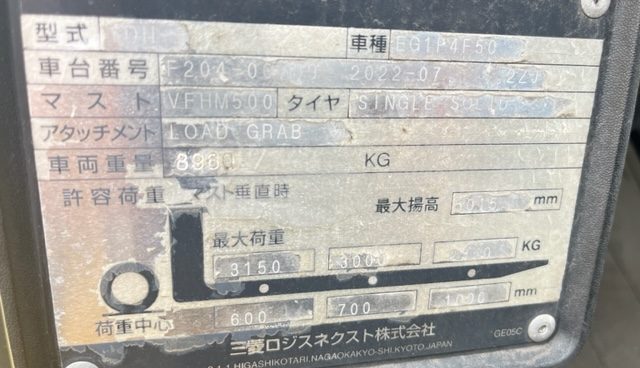 型式 車種 EG1P4F50
車台番号 F204-0 2022-07
マスト VFHM500 タイヤ SINGLE SOLID
アタッチメント LOAD GRAB
車両重量 KG
許容荷重 マスト垂直時
最大揚高 mm
最大荷重
3150 3000 KG
600 700 1000 mm
荷重中心
三菱ロジスネクスト株式会社
GE05C
HIGASHIKOTARI,NAGAOKAKYO-SHI,KYOTO,JAPAN